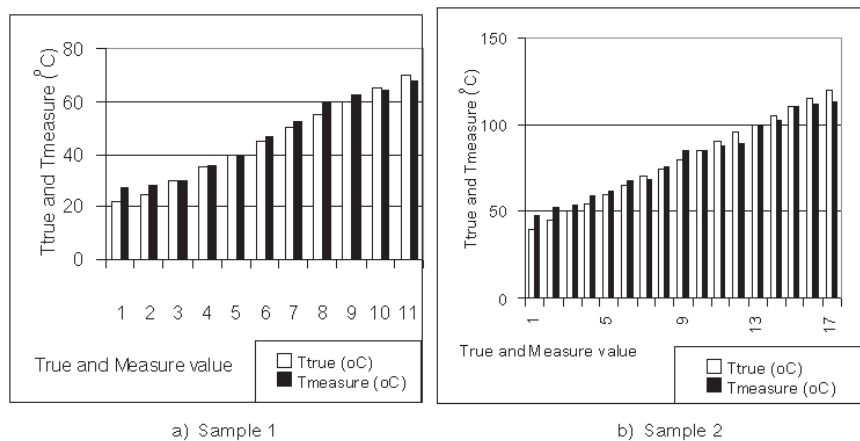 Ttrue and Tmeasure (°C)
80
60
40
20
0
1 2 3 4 5 6 7 8 9 10 11
True and Measure value
Ttrue (oC)
Tmeasure (oC)
a) Sample 1
Ttrue and Tmeasure (°C)
150
100
50
0
1 5 9 13 17
True and Measure value
Ttrue (oC)
Tmeasure (oC)
b) Sample 2